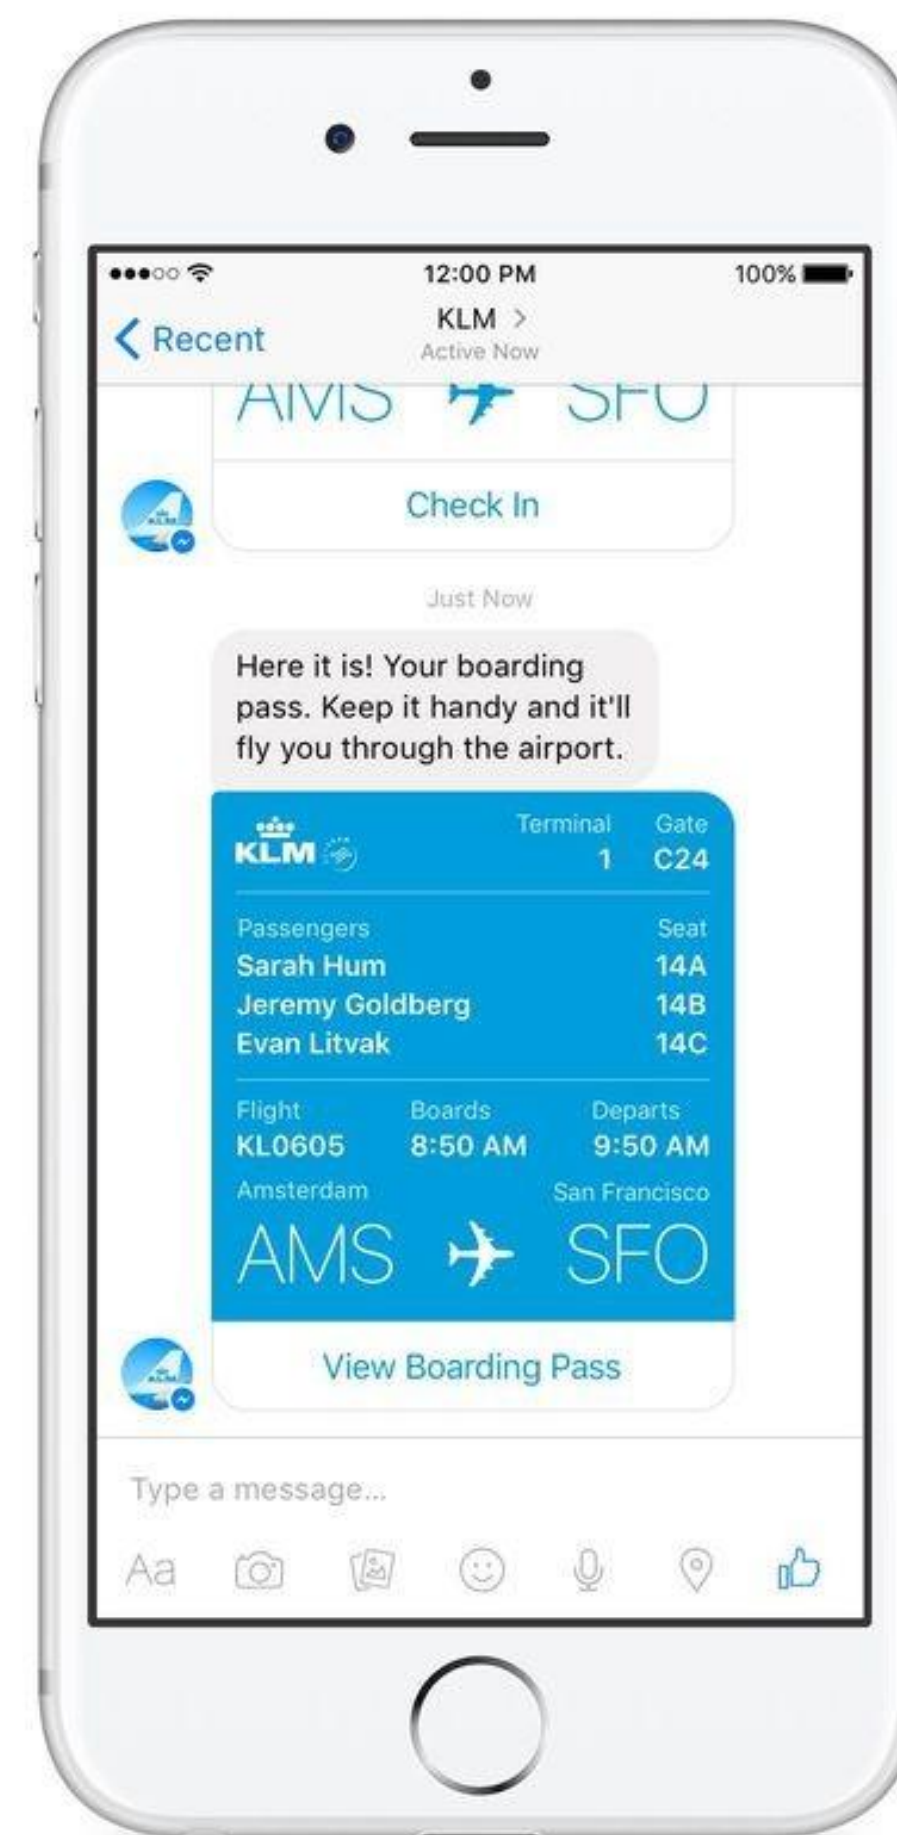 12:00 PM
100%
Recent
KLM >
Active Now
AMS SFO
Check In
Just Now
Here it is! Your boarding
pass. Keep it handy and it'll
fly you through the airport.
KLM
Terminal Gate
1 C24
Passengers Seat
Sarah Hum 14A
Jeremy Goldberg 14B
Evan Litvak 14C
Flight Boards Departs
KL0605 8:50 AM 9:50 AM
Amsterdam San Francisco
AMS SFO
View Boarding Pass
KLM
Type a message...
Aa